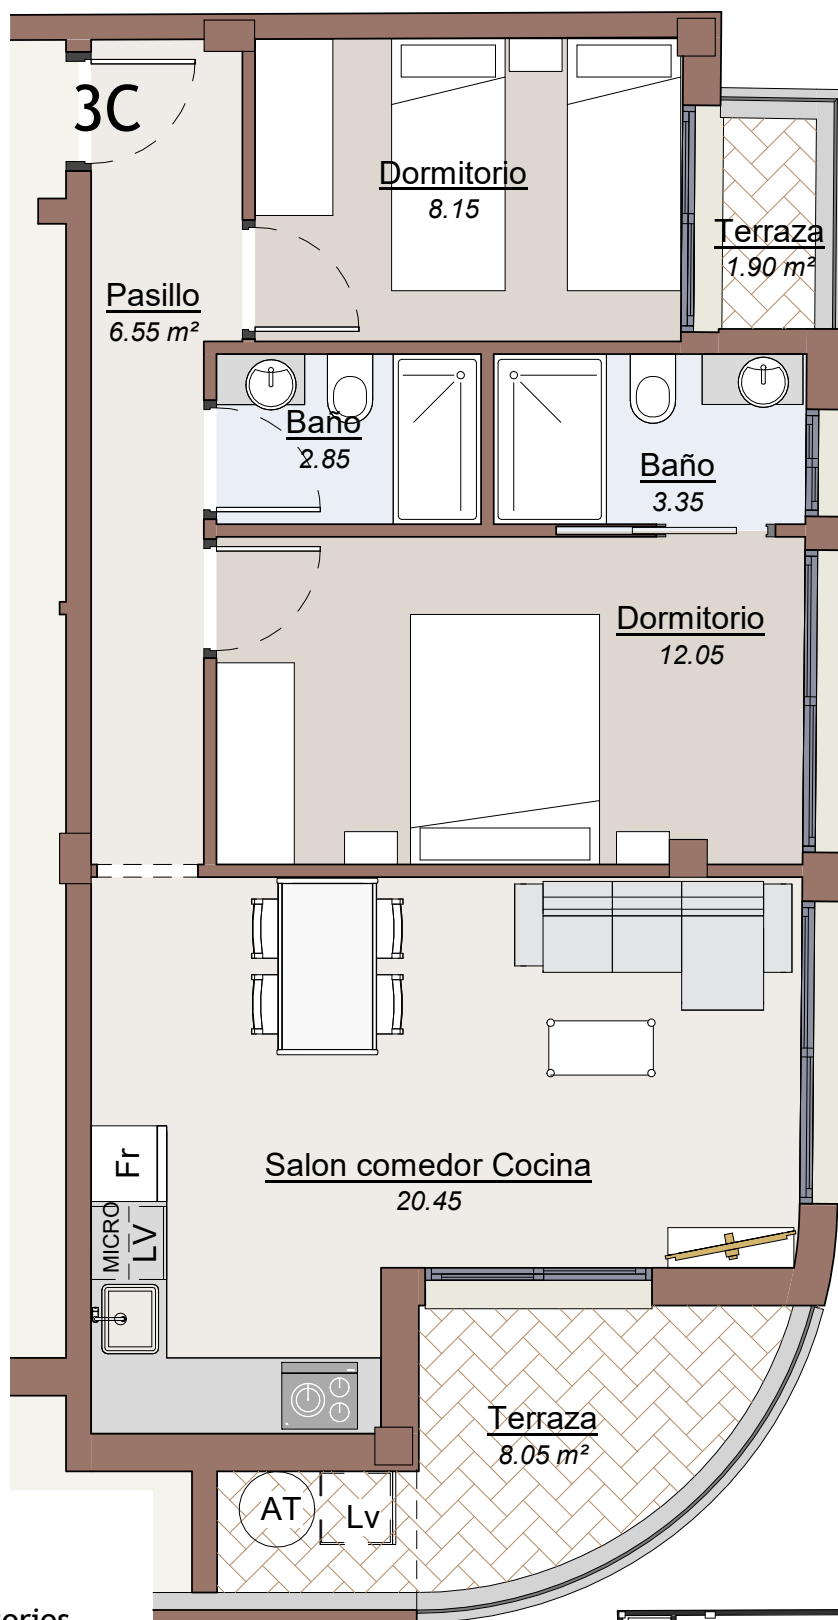 3C
Dormitorio
8.15
Terraza
1.90 m²
Pasillo
6.55 m²
Baño
2.85
Baño
3.35
Dormitorio
12.05
Fr
Salon comedor Cocina
20.45
MICRO
LV
Terraza
8.05 m²
AT
Lv